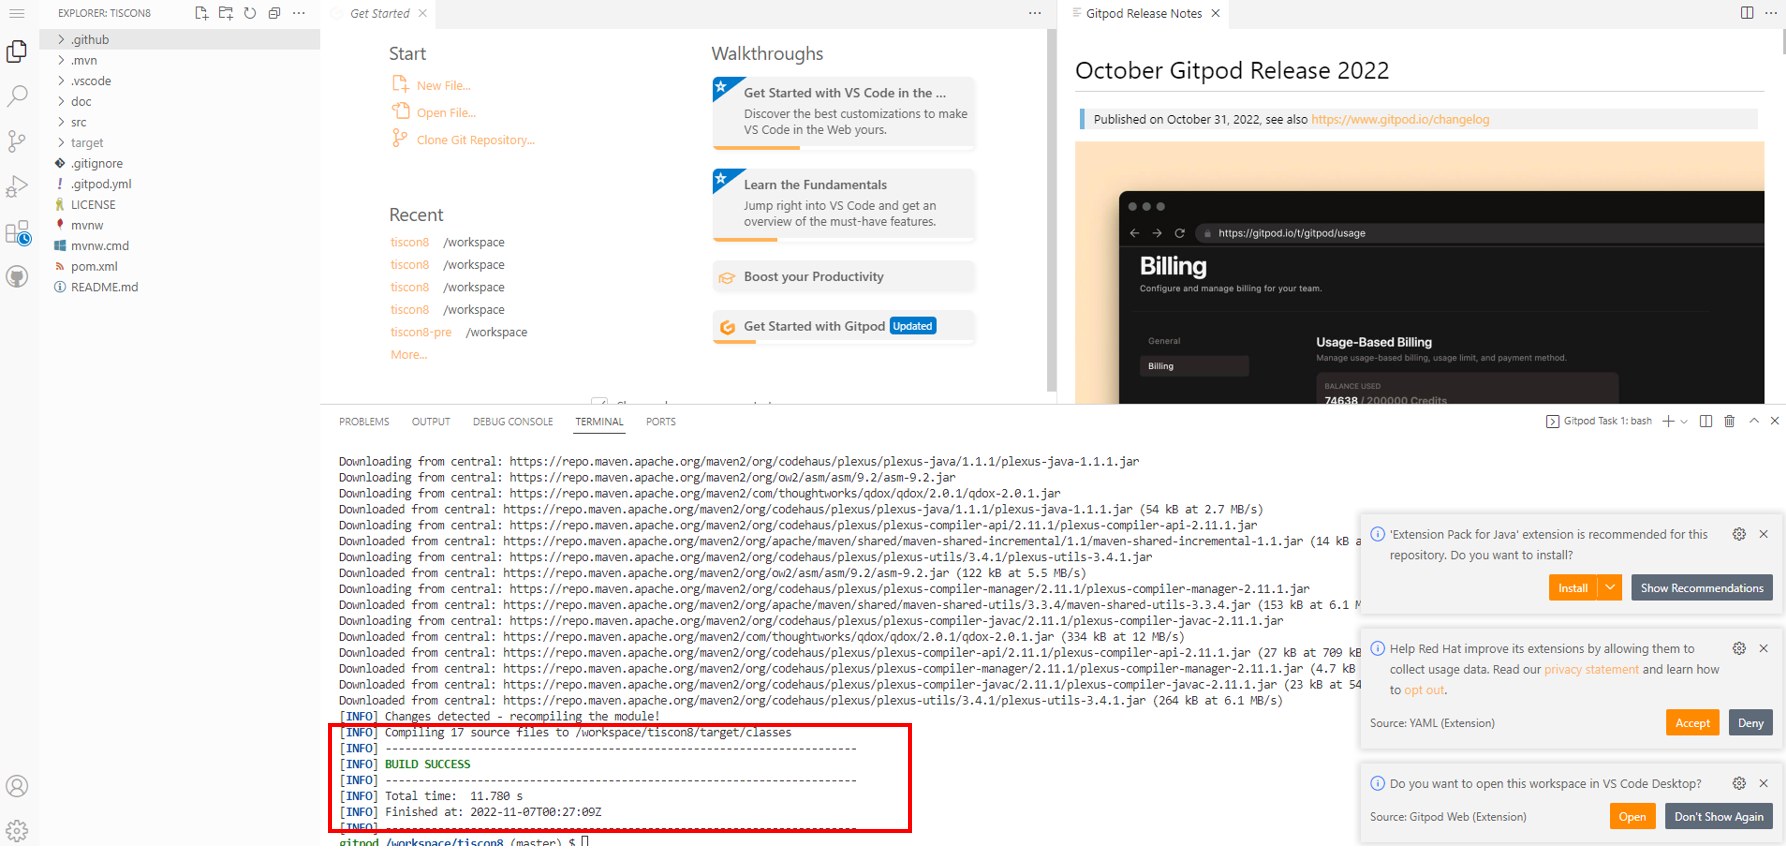 EXPLORER: TISCON8
.github
.mvn
.vscode
doc
src
target
.gitignore
.gitpod.yml
LICENSE
mvnw
mvnw.cmd
pom.xml
README.md
Get Started
Start
New File...
Open File...
Clone Git Repository...
Recent
tiscon8 /workspace
tiscon8 /workspace
tiscon8 /workspace
tiscon8 /workspace
tiscon8-pre /workspace
More...
Walkthroughs
Get Started with VS Code in the ...
Discover the best customizations to make
VS Code in the Web yours.
Learn the Fundamentals
Jump right into VS Code and get an
overview of the must-have features.
Boost your Productivity
Get Started with Gitpod Updated
Gitpod Release Notes
October Gitpod Release 2022
Published on October 31, 2022, see also https://www.gitpod.io/changelog
https://gitpod.io/t/gitpod/usage
Billing
Configure and manage billing for your team.
General
Billing
Usage-Based Billing
Manage usage-based billing, usage limit, and payment method.
BALANCE USED
74638 / 200000 Credits
PROBLEMS OUTPUT DEBUG CONSOLE TERMINAL PORTS
Gitpod Task 1: bash
Downloading from central: https://repo.maven.apache.org/maven2/org/codehaus/plexus/plexus-java/1.1.1/plexus-java-1.1.1.jar
Downloading from central: https://repo.maven.apache.org/maven2/org/ow2/asm/asm/9.2/asm-9.2.jar
Downloading from central: https://repo.maven.apache.org/maven2/com/thoughtworks/qdox/qdox/2.0.1/qdox-2.0.1.jar
Downloaded from central: https://repo.maven.apache.org/maven2/org/codehaus/plexus/plexus-java/1.1.1/plexus-java-1.1.1.jar (54 kB at 2.7 MB/s)
Downloading from central: https://repo.maven.apache.org/maven2/org/codehaus/plexus/plexus-compiler-api/2.11.1/plexus-compiler-api-2.11.1.jar
Downloaded from central: https://repo.maven.apache.org/maven2/org/apache/maven/shared/maven-shared-incremental/1.1/maven-shared-incremental-1.1.jar (14 kB a
Downloading from central: https://repo.maven.apache.org/maven2/org/codehaus/plexus/plexus-utils/3.4.1/plexus-utils-3.4.1.jar
Downloaded from central: https://repo.maven.apache.org/maven2/org/ow2/asm/asm/9.2/asm-9.2.jar (122 kB at 5.5 MB/s)
Downloading from central: https://repo.maven.apache.org/maven2/org/codehaus/plexus/plexus-compiler-manager/2.11.1/plexus-compiler-manager-2.11.1.jar
Downloaded from central: https://repo.maven.apache.org/maven2/org/apache/maven/shared/maven-shared-utils/3.3.4/maven-shared-utils-3.3.4.jar (153 kB at 6.1 M
Downloading from central: https://repo.maven.apache.org/maven2/org/codehaus/plexus/plexus-compiler-javac/2.11.1/plexus-compiler-javac-2.11.1.jar
Downloaded from central: https://repo.maven.apache.org/maven2/com/thoughtworks/qdox/qdox/2.0.1/qdox-2.0.1.jar (334 kB at 12 MB/s)
Downloaded from central: https://repo.maven.apache.org/maven2/org/codehaus/plexus/plexus-compiler-api/2.11.1/plexus-compiler-api-2.11.1.jar (27 kB at 709 kB
Downloaded from central: https://repo.maven.apache.org/maven2/org/codehaus/plexus/plexus-compiler-manager/2.11.1/plexus-compiler-manager-2.11.1.jar (4.7 kB
Downloaded from central: https://repo.maven.apache.org/maven2/org/codehaus/plexus/plexus-compiler-javac/2.11.1/plexus-compiler-javac-2.11.1.jar (23 kB at 54
Downloaded from central: https://repo.maven.apache.org/maven2/org/codehaus/plexus/plexus-utils/3.4.1/plexus-utils-3.4.1.jar (264 kB at 6.1 MB/s)
[INFO] Changes detected - recompiling the module!
[INFO] Compiling 17 source files to /workspace/tiscon8/target/classes
[INFO] ------------------------------------------------------------------------
[INFO] BUILD SUCCESS
[INFO] ------------------------------------------------------------------------
[INFO] Total time:  11.780 s
[INFO] Finished at: 2022-11-07T00:27:09Z
[INFO] ------------------------------------------------------------------------
gitpod /workspace/tiscon8 (master) $
'Extension Pack for Java' extension is recommended for this
repository. Do you want to install?
Install Show Recommendations
Help Red Hat improve its extensions by allowing them to
collect usage data. Read our privacy statement and learn how
to opt out.
Source: YAML (Extension) Accept Deny
Do you want to open this workspace in VS Code Desktop?
Source: Gitpod Web (Extension) Open Don't Show Again